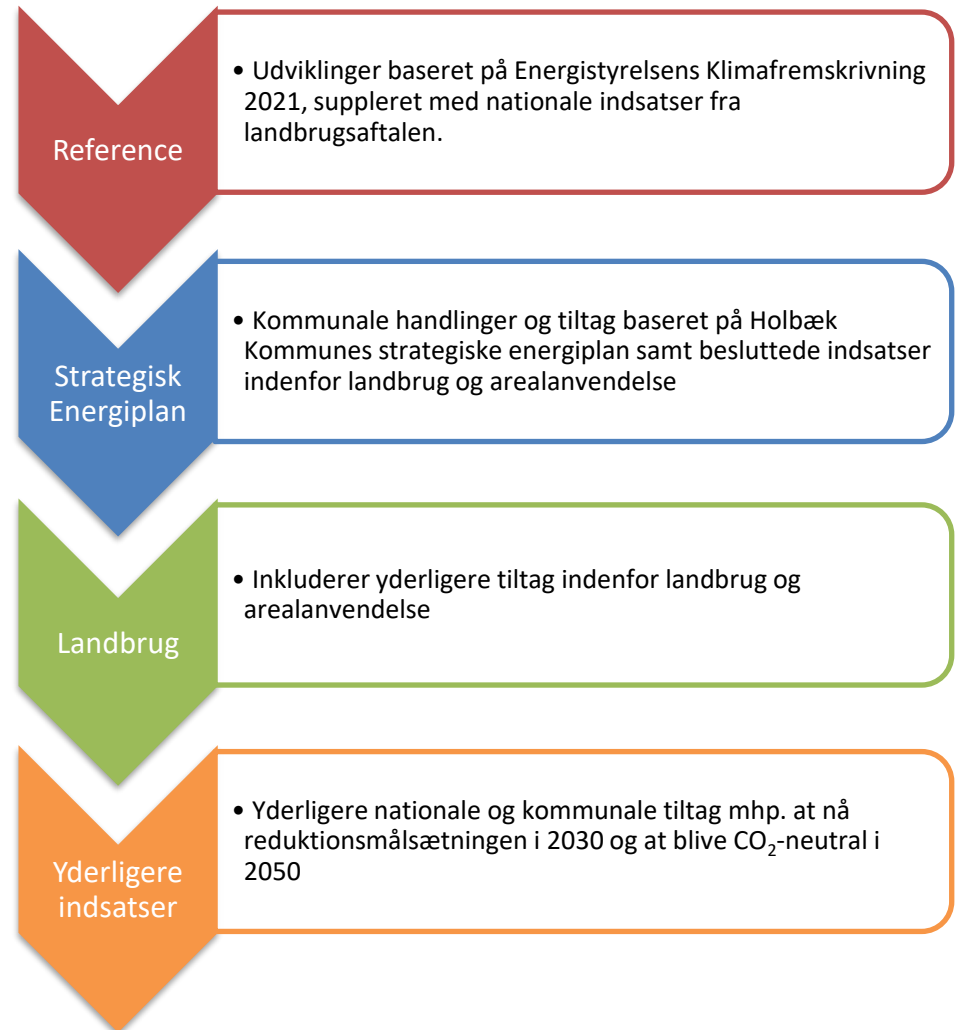 Reference
• Udviklinger baseret på Energistyrelsens Klimafremskrivning
2021, suppleret med nationale indsatser fra
landbrugsaftalen.
Strategisk
Energiplan
• Kommunale handlinger og tiltag baseret på Holbæk
Kommunes strategiske energiplan samt besluttede indsatser
indenfor landbrug og arealanvendelse
Landbrug
• Inkluderer yderligere tiltag indenfor landbrug og
arealanvendelse
Yderligere
indsatser
• Yderligere nationale og kommunale tiltag mhp. at nå
reduktionsmålsætningen i 2030 og at blive CO₂-neutral i
2050